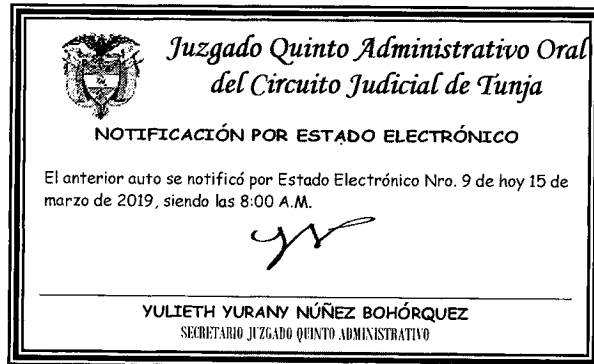 Juzgado Quinto Administrativo Oral
del Circuito Judicial de Tunja
NOTIFICACIÓN POR ESTADO ELECTRÓNICO
El anterior auto se notificó por Estado Electrónico Nro. 9 de hoy 15 de
marzo de 2019, siendo las 8:00 A.M.
YULIETH YURANY NÚÑEZ BOHÓRQUEZ
SECRETARIO JUZGADO QUINTO ADMINISTRATIVO